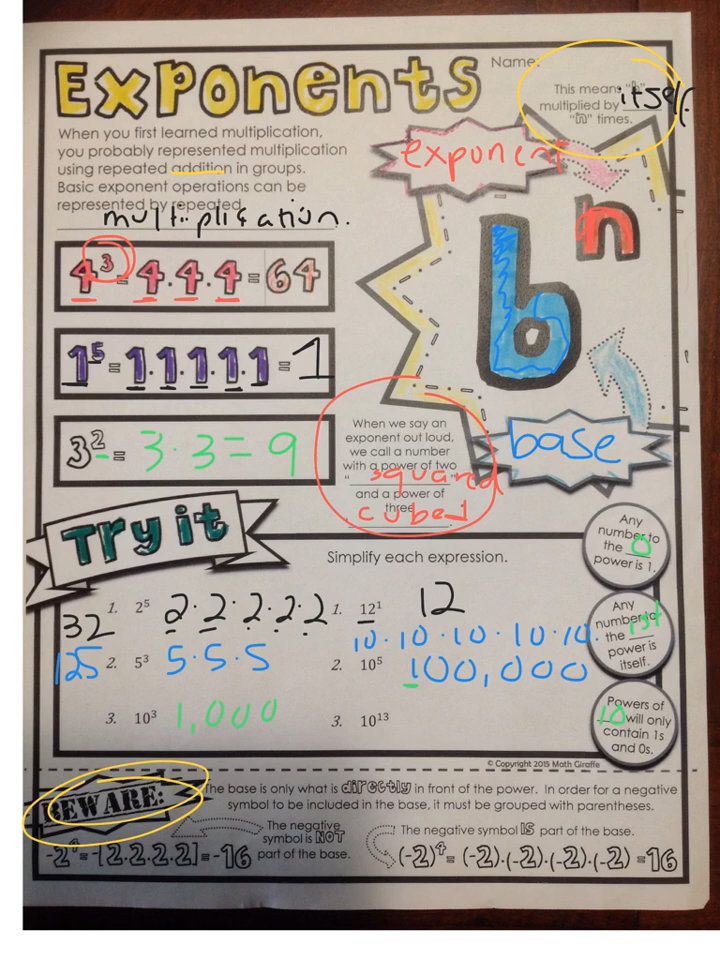 Exponents
Name:
This means "b"
multiplied by itself.
"n" times.
When you first learned multiplication,
you probably represented multiplication
using repeated addition in groups.
Basic exponent operations can be
represented by repeated
multiplication.
exponent
bⁿ
base
4³ = 4·4·4 = 64
1⁵ = 1·1·1·1·1 = 1
3² = 3·3 = 9
When we say an
exponent out loud,
we call a number
with a power of two
"squared"
and a power of
three
cubed.
Try it
Simplify each expression.
32 1. 2⁵ 2·2·2·2·2
125 2. 5³ 5·5·5
3. 10³ 1,000
1. 12¹ 12
10·10·10·10·10.
2. 10⁵ 100,000
3. 10¹³
Any
number to
the 0
power is 1.
Any
number to
the 1st
power is
itself.
Powers of
10 will only
contain 1s
and 0s.
© Copyright 2015 Math Giraffe
BEWARE:
The base is only what is directly in front of the power. In order for a negative
symbol to be included in the base, it must be grouped with parentheses.
The negative
symbol is NOT
part of the base.
-2⁴ = -[2·2·2·2] = -16
The negative symbol IS part of the base.
(-2)⁴ = (-2)·(-2)·(-2)·(-2) = 16